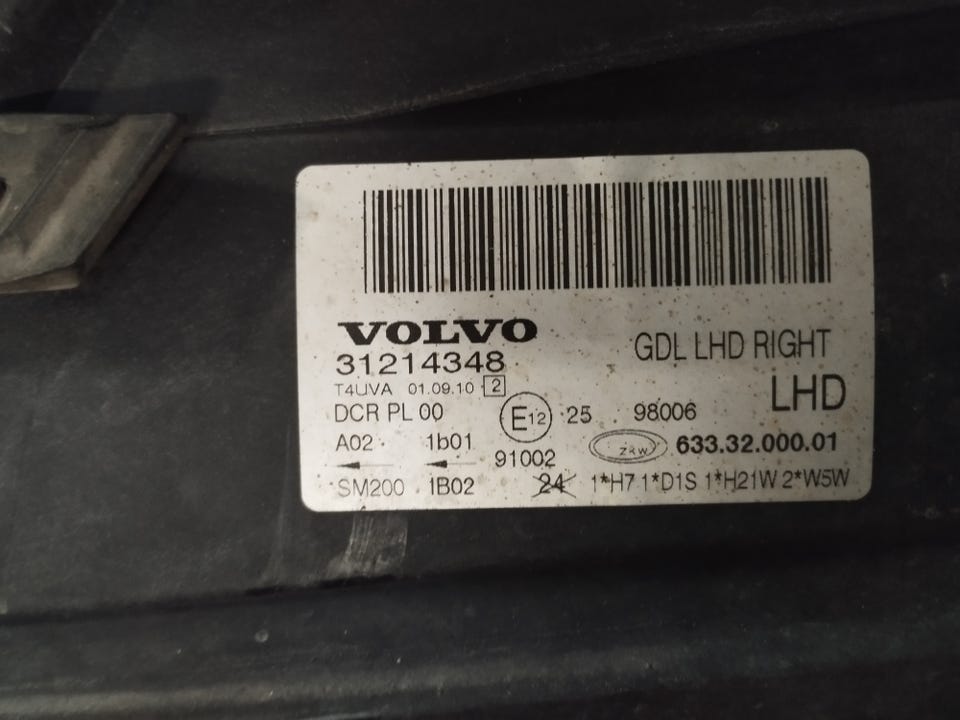 VOLVO
31214348
GDL LHD RIGHT
T4UVA 01.09.10 2
LHD
DCR PL 00
E12 25 98006
A02 1b01
91002
ZKW 633.32.000.01
SM200 1B02
24 1*H7 1*D1S 1*H21W 2*W5W